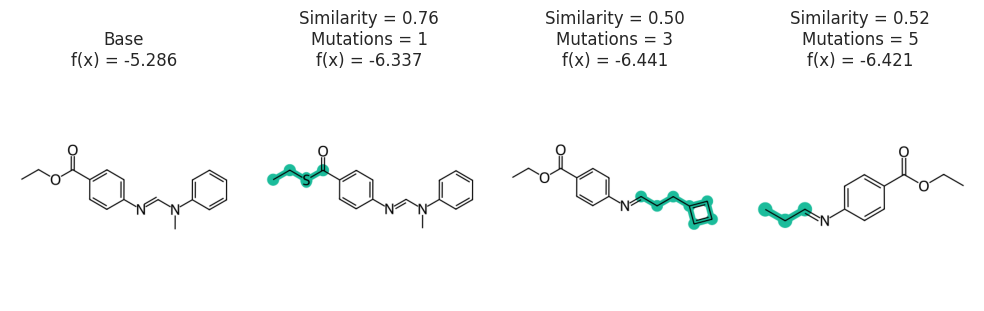 Base
f(x) = -5.286
Similarity = 0.76
Mutations = 1
f(x) = -6.337
Similarity = 0.50
Mutations = 3
f(x) = -6.441
Similarity = 0.52
Mutations = 5
f(x) = -6.421
O
O
N
N
O
S
N
N
O
O
N
O
O
N